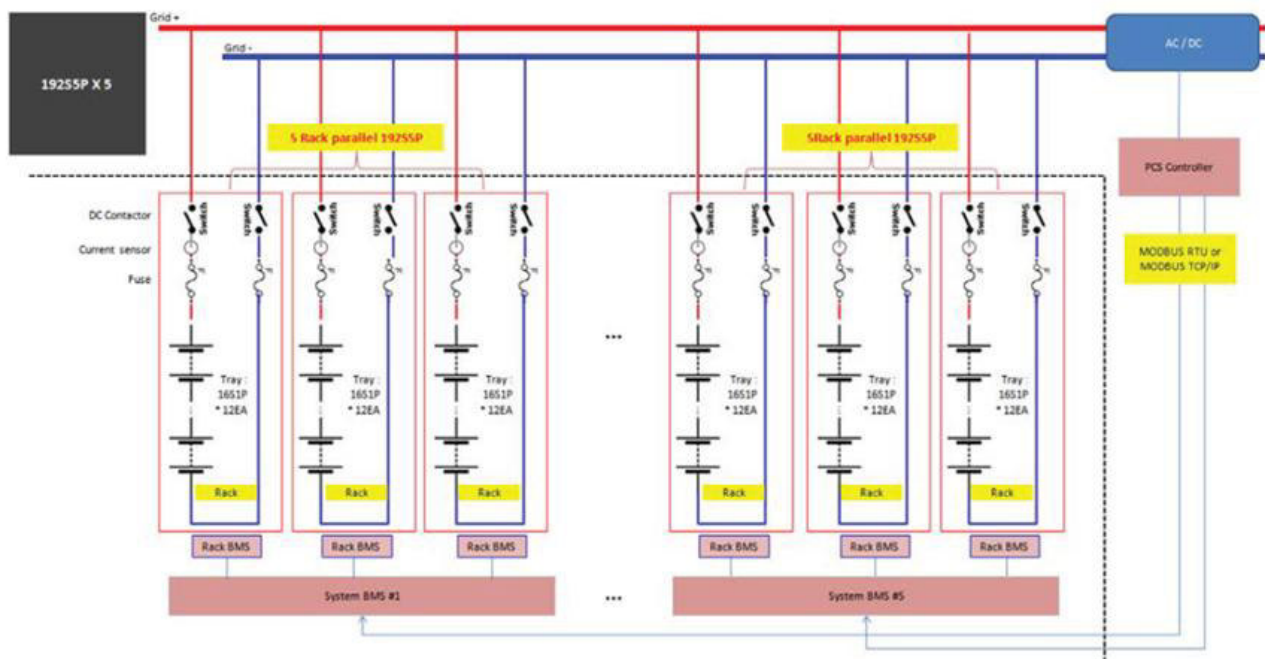 Grid +
Grid -
192S5P X 5
AC / DC
5 Rack parallel 192S5P
5Rack parallel 192S5P
PCS Controller
DC Contactor
Switch
Switch
Switch
Switch
Switch
Switch
Switch
Switch
Switch
Switch
Switch
Switch
Current sensor
MODBUS RTU or
MODBUS TCP/IP
Fuse
F
F
F
F
F
F
F
F
F
F
F
F
...
Tray :
16S1P
* 12EA
Tray :
16S1P
* 12EA
Tray :
16S1P
* 12EA
Tray :
16S1P
* 12EA
Tray :
16S1P
* 12EA
Tray :
16S1P
* 12EA
Rack
Rack
Rack
Rack
Rack
Rack
Rack BMS
Rack BMS
Rack BMS
Rack BMS
Rack BMS
Rack BMS
System BMS #1
...
System BMS #5